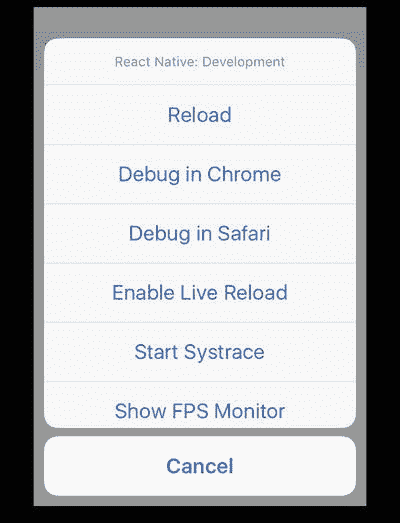 React Native: Development
Reload
Debug in Chrome
Debug in Safari
Enable Live Reload
Start Systrace
Show FPS Monitor
Cancel